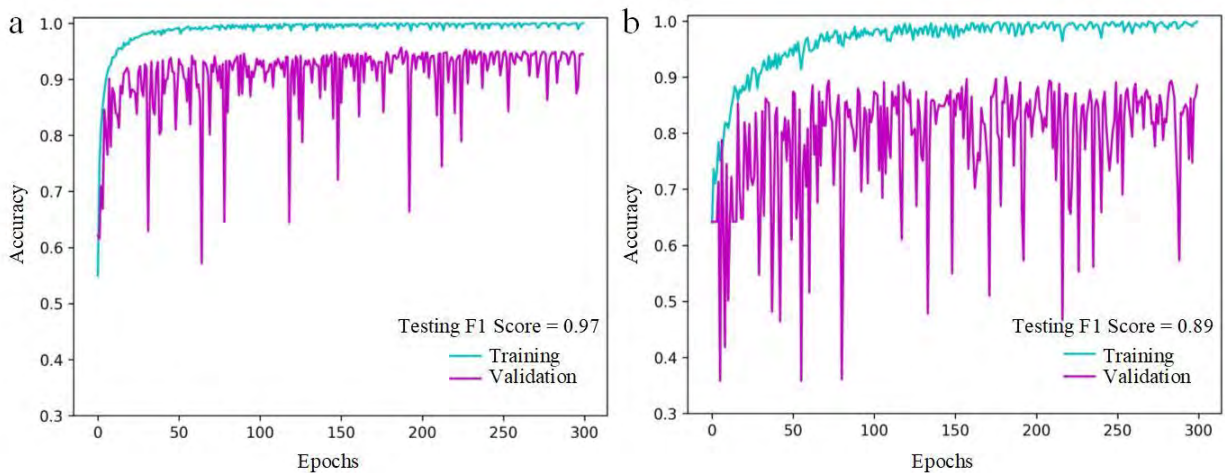 a
1.0
0.9
0.8
0.7
0.6
0.5
0.4
0.3
Accuracy
Testing F1 Score = 0.97
Training
Validation
0 50 100 150 200 250 300
Epochs
b
1.0
0.9
0.8
0.7
0.6
0.5
0.4
0.3
Accuracy
Testing F1 Score = 0.89
Training
Validation
0 50 100 150 200 250 300
Epochs